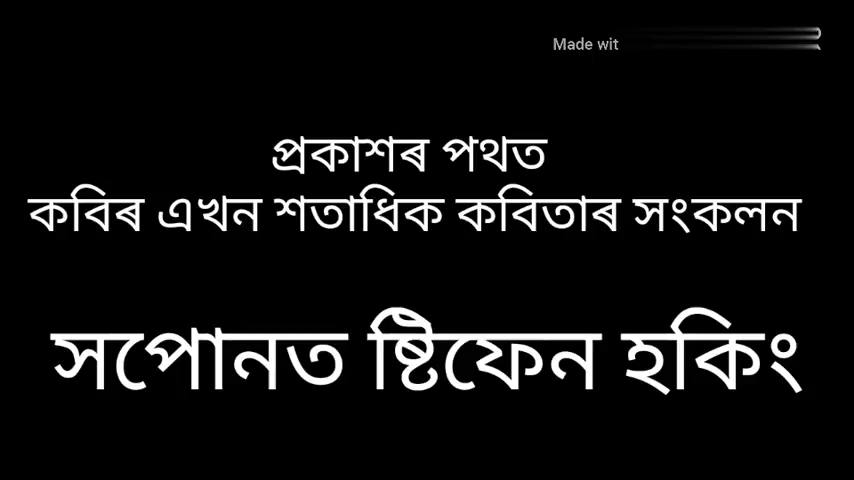 Made wit
প্ৰকাশৰ পথত
কবিৰ এখন শতাধিক কবিতাৰ সংকলন
সপোনত ষ্টিফেন হকিং